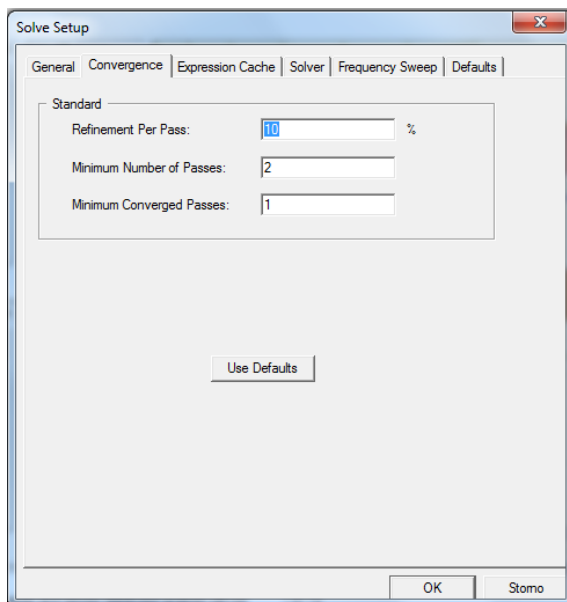 Solve Setup
General Convergence Expression Cache Solver Frequency Sweep Defaults
Standard
Refinement Per Pass: 10 %
Minimum Number of Passes: 2
Minimum Converged Passes: 1
Use Defaults
OK Storno